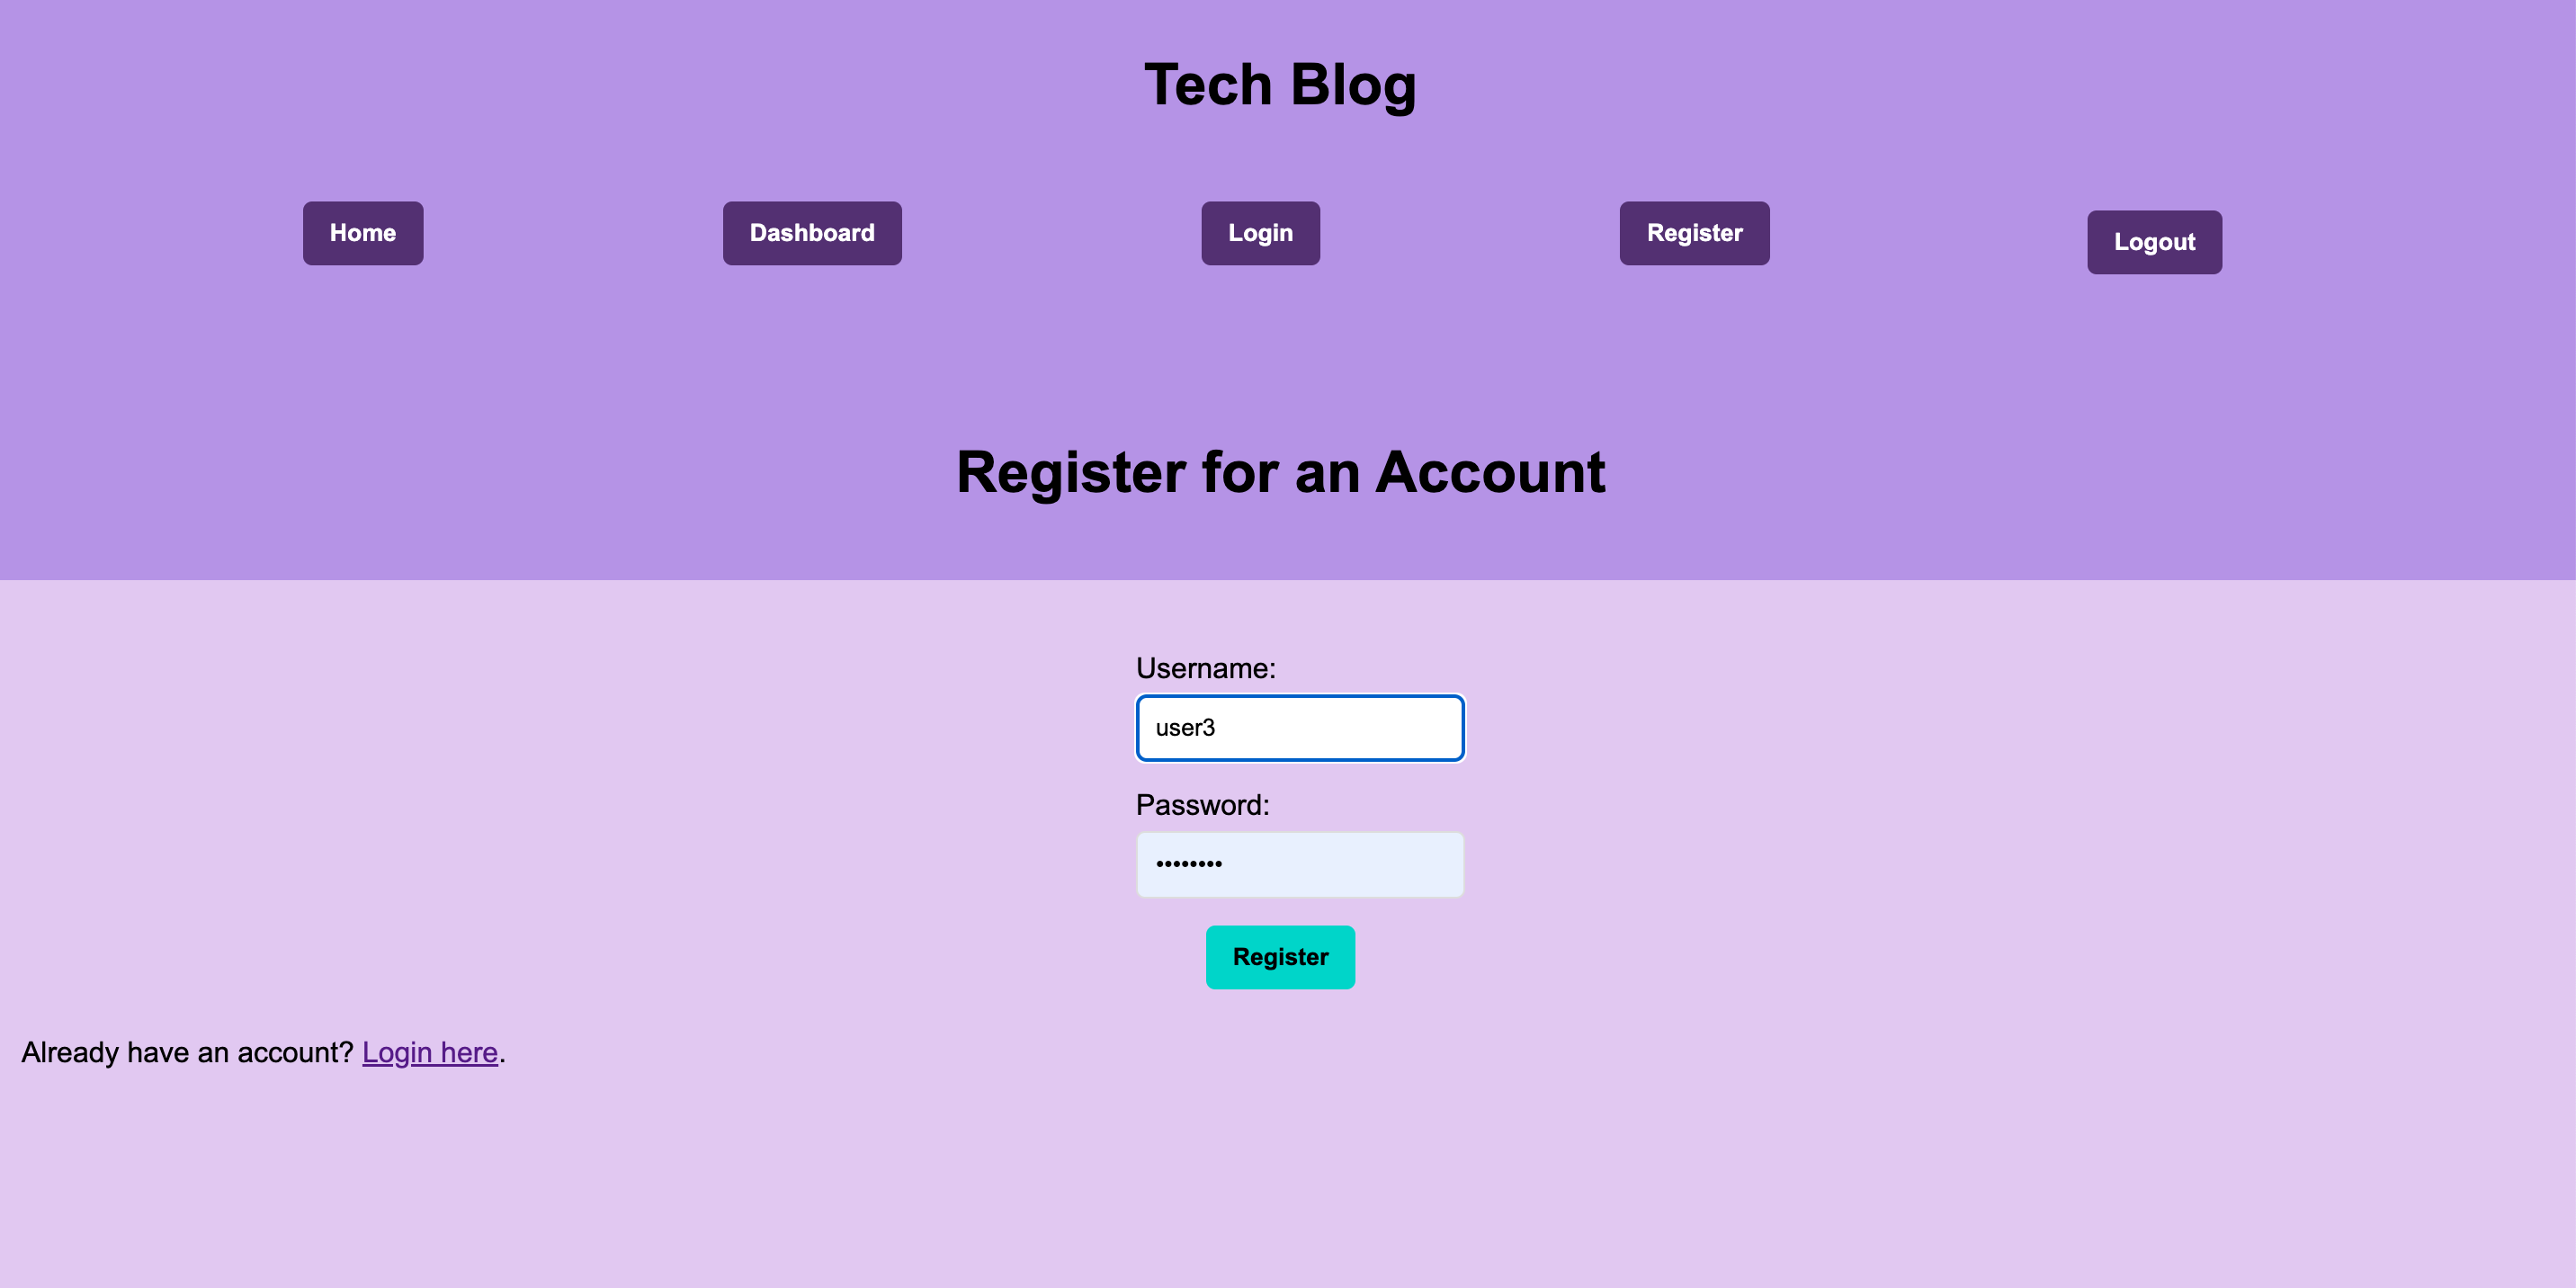 Tech Blog
Home Dashboard Login Register Logout
Register for an Account
Username:
user3
Password:
••••••••
Register
Already have an account? Login here.